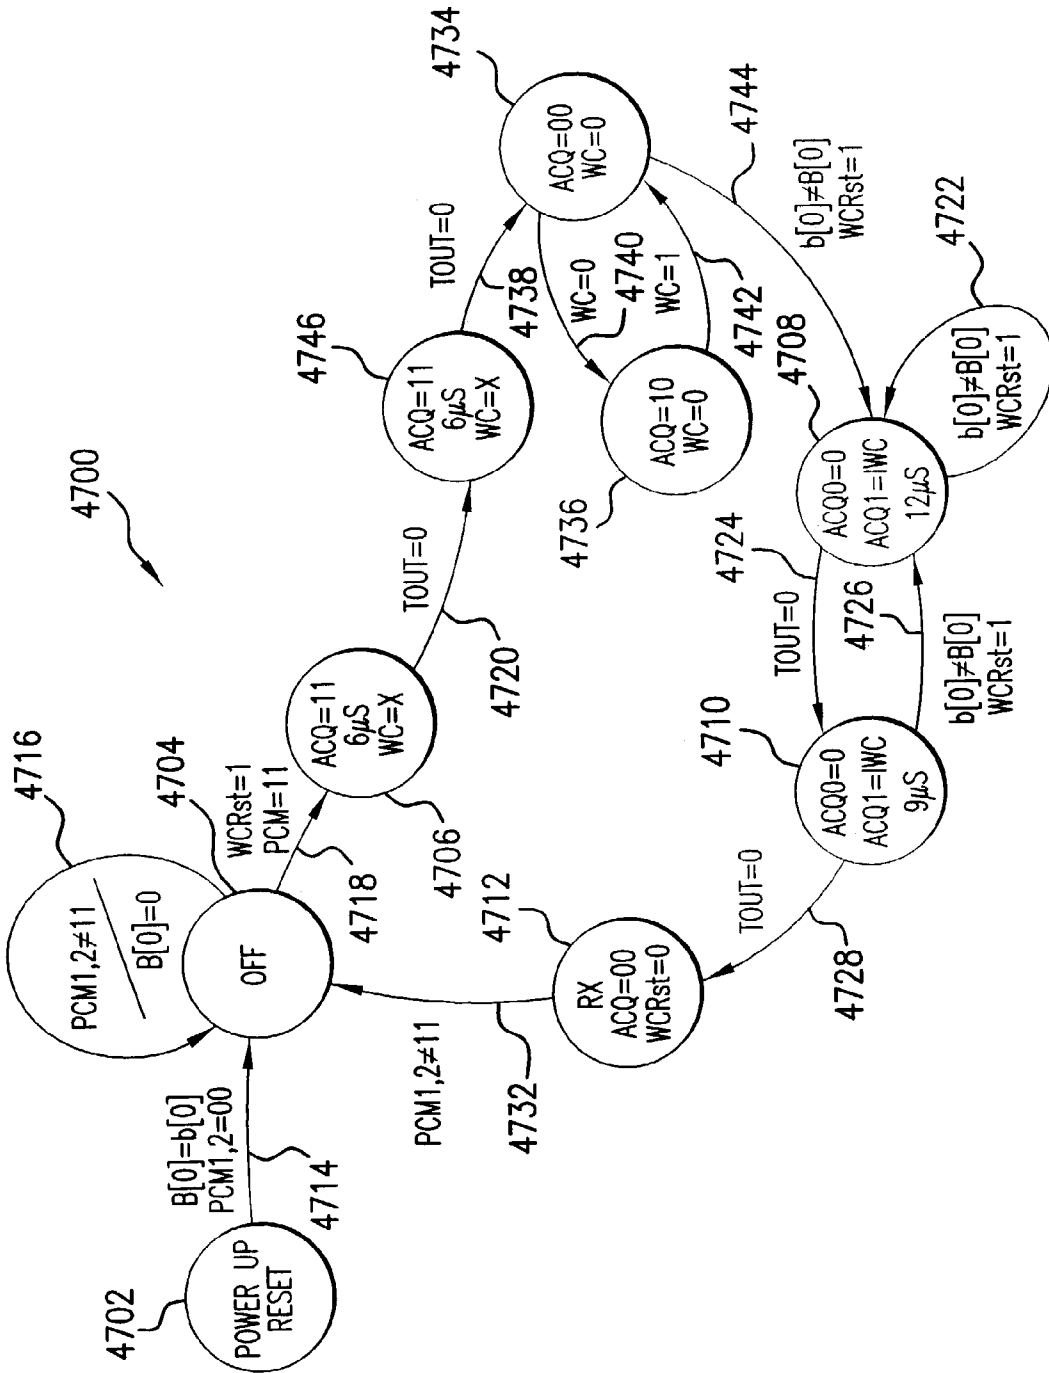 4700
4702
POWER UP
RESET
B[0]=b[0]
PCM1,2=00
4714
4716
PCM1,2≠11
B[0]=0
4704
OFF
WCRst=1
PCM=11
4718
ACQ=11
6µS
WC=X
4706
TOUT=0
4720
4746
ACQ=11
6µS
WC=X
TOUT=0
4738
4734
ACQ=00
WC=0
WC=0
4740
WC=1
4742
ACQ=10
WC=0
4736
4744
b[0]≠B[0]
WCRst=1
4722
b[0]≠B[0]
WCRst=1
4708
ACQ0=0
ACQ1=IWC
12µS
4724
TOUT=0
4726
b[0]≠B[0]
WCRst=1
4710
ACQ0=0
ACQ1=IWC
9µS
TOUT=0
4728
4712
RX
ACQ=00
WCRst=0
PCM1,2≠11
4732